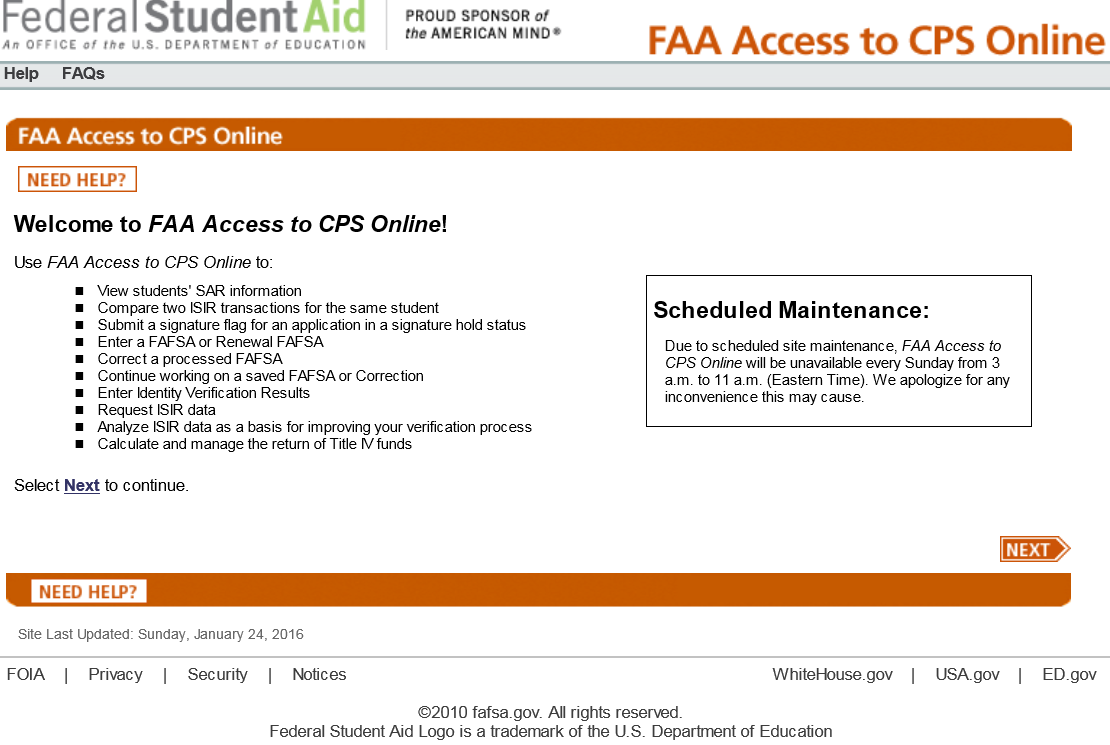 Federal Student Aid
An OFFICE of the U.S. DEPARTMENT of EDUCATION
PROUD SPONSOR of
the AMERICAN MIND®
FAA Access to CPS Online
Help FAQs
FAA Access to CPS Online
NEED HELP?
Welcome to FAA Access to CPS Online!
Use FAA Access to CPS Online to:
■ View students' SAR information
■ Compare two ISIR transactions for the same student
■ Submit a signature flag for an application in a signature hold status
■ Enter a FAFSA or Renewal FAFSA
■ Correct a processed FAFSA
■ Continue working on a saved FAFSA or Correction
■ Enter Identity Verification Results
■ Request ISIR data
■ Analyze ISIR data as a basis for improving your verification process
■ Calculate and manage the return of Title IV funds
Scheduled Maintenance:
Due to scheduled site maintenance, FAA Access to
CPS Online will be unavailable every Sunday from 3
a.m. to 11 a.m. (Eastern Time). We apologize for any
inconvenience this may cause.
Select Next to continue.
NEXT
NEED HELP?
Site Last Updated: Sunday, January 24, 2016
FOIA | Privacy | Security | Notices
WhiteHouse.gov | USA.gov | ED.gov
©2010 fafsa.gov. All rights reserved.
Federal Student Aid Logo is a trademark of the U.S. Department of Education